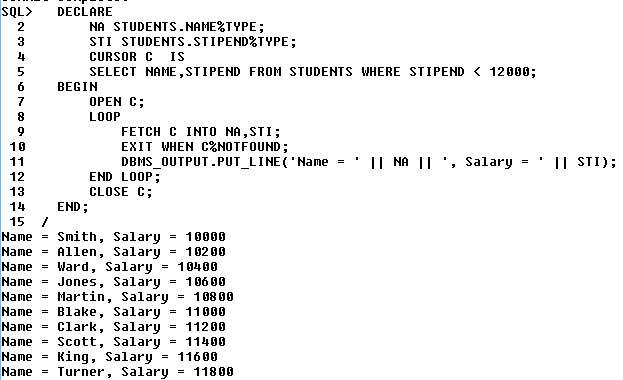 SQL>   DECLARE
  2        NA STUDENTS.NAME%TYPE;
  3        STI STUDENTS.STIPEND%TYPE;
  4        CURSOR C  IS
  5        SELECT NAME,STIPEND FROM STUDENTS WHERE STIPEND < 12000;
  6    BEGIN
  7        OPEN C;
  8        LOOP
  9            FETCH C INTO NA,STI;
 10            EXIT WHEN C%NOTFOUND;
 11            DBMS_OUTPUT.PUT_LINE('Name = ' || NA || ', Salary = ' || STI);
 12        END LOOP;
 13        CLOSE C;
 14    END;
 15  /
Name = Smith, Salary = 10000
Name = Allen, Salary = 10200
Name = Ward, Salary = 10400
Name = Jones, Salary = 10600
Name = Martin, Salary = 10800
Name = Blake, Salary = 11000
Name = Clark, Salary = 11200
Name = Scott, Salary = 11400
Name = King, Salary = 11600
Name = Turner, Salary = 11800